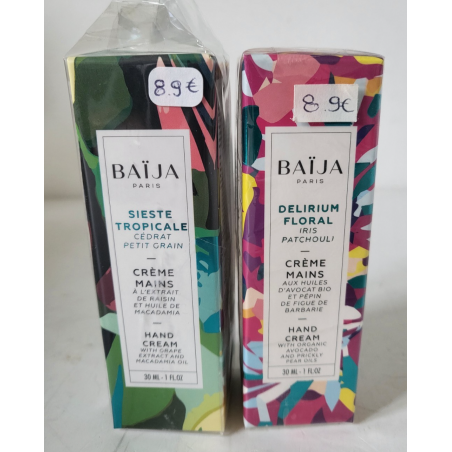 8.9€
BAÏJA
PARIS
SIESTE
TROPICALE
CÉDRAT
PETIT GRAIN
CRÈME
MAINS
À L'EXTRAIT
DE RAISIN
ET HUILE DE
MACADAMIA
HAND
CREAM
WITH GRAPE
EXTRACT AND
MACADAMIA OIL
30 ML - 1 FL.OZ
8.9€
BAÏJA
PARIS
DELIRIUM
FLORAL
IRIS
PATCHOULI
CRÈME
MAINS
AUX HUILES
D'AVOCAT BIO
ET PÉPIN
DE FIGUE DE
BARBARIE
HAND
CREAM
WITH ORGANIC
AVOCADO
AND PRICKLY
PEAR OILS
30 ML - 1 FL.OZ